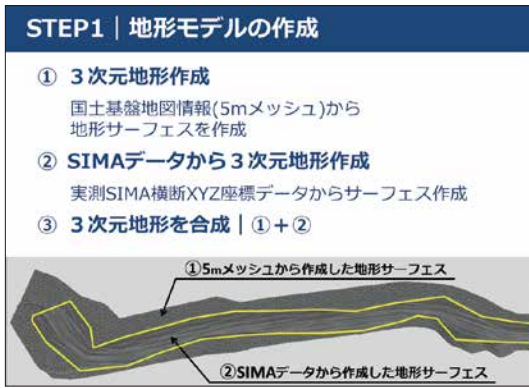 STEP1｜地形モデルの作成
① 3次元地形作成
国土基盤地図情報(5mメッシュ)から
地形サーフェスを作成
② SIMAデータから3次元地形作成
実測SIMA横断XYZ座標データからサーフェス作成
③ 3次元地形を合成｜①＋②
①5mメッシュから作成した地形サーフェス
②SIMAデータから作成した地形サーフェス